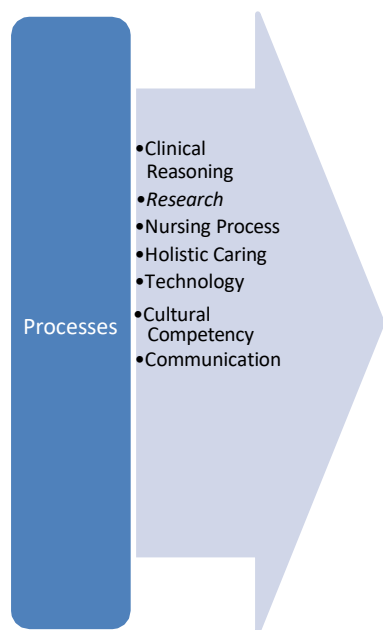 Processes
•Clinical
Reasoning
•Research
•Nursing Process
•Holistic Caring
•Technology
•Cultural
Competency
•Communication